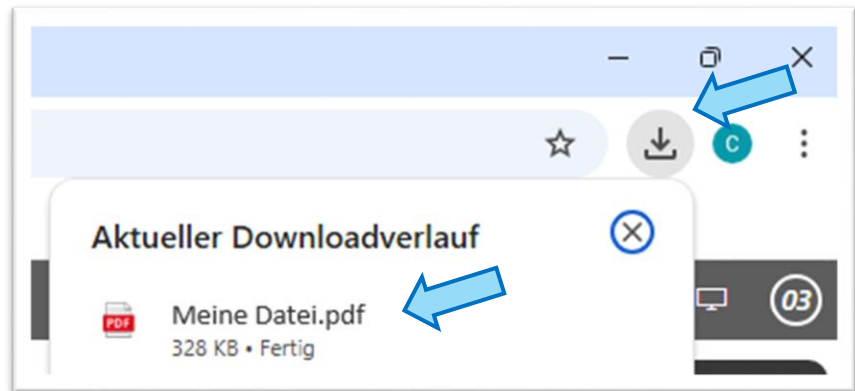 C
Aktueller Downloadverlauf
PDF
Meine Datei.pdf
328 KB • Fertig
03